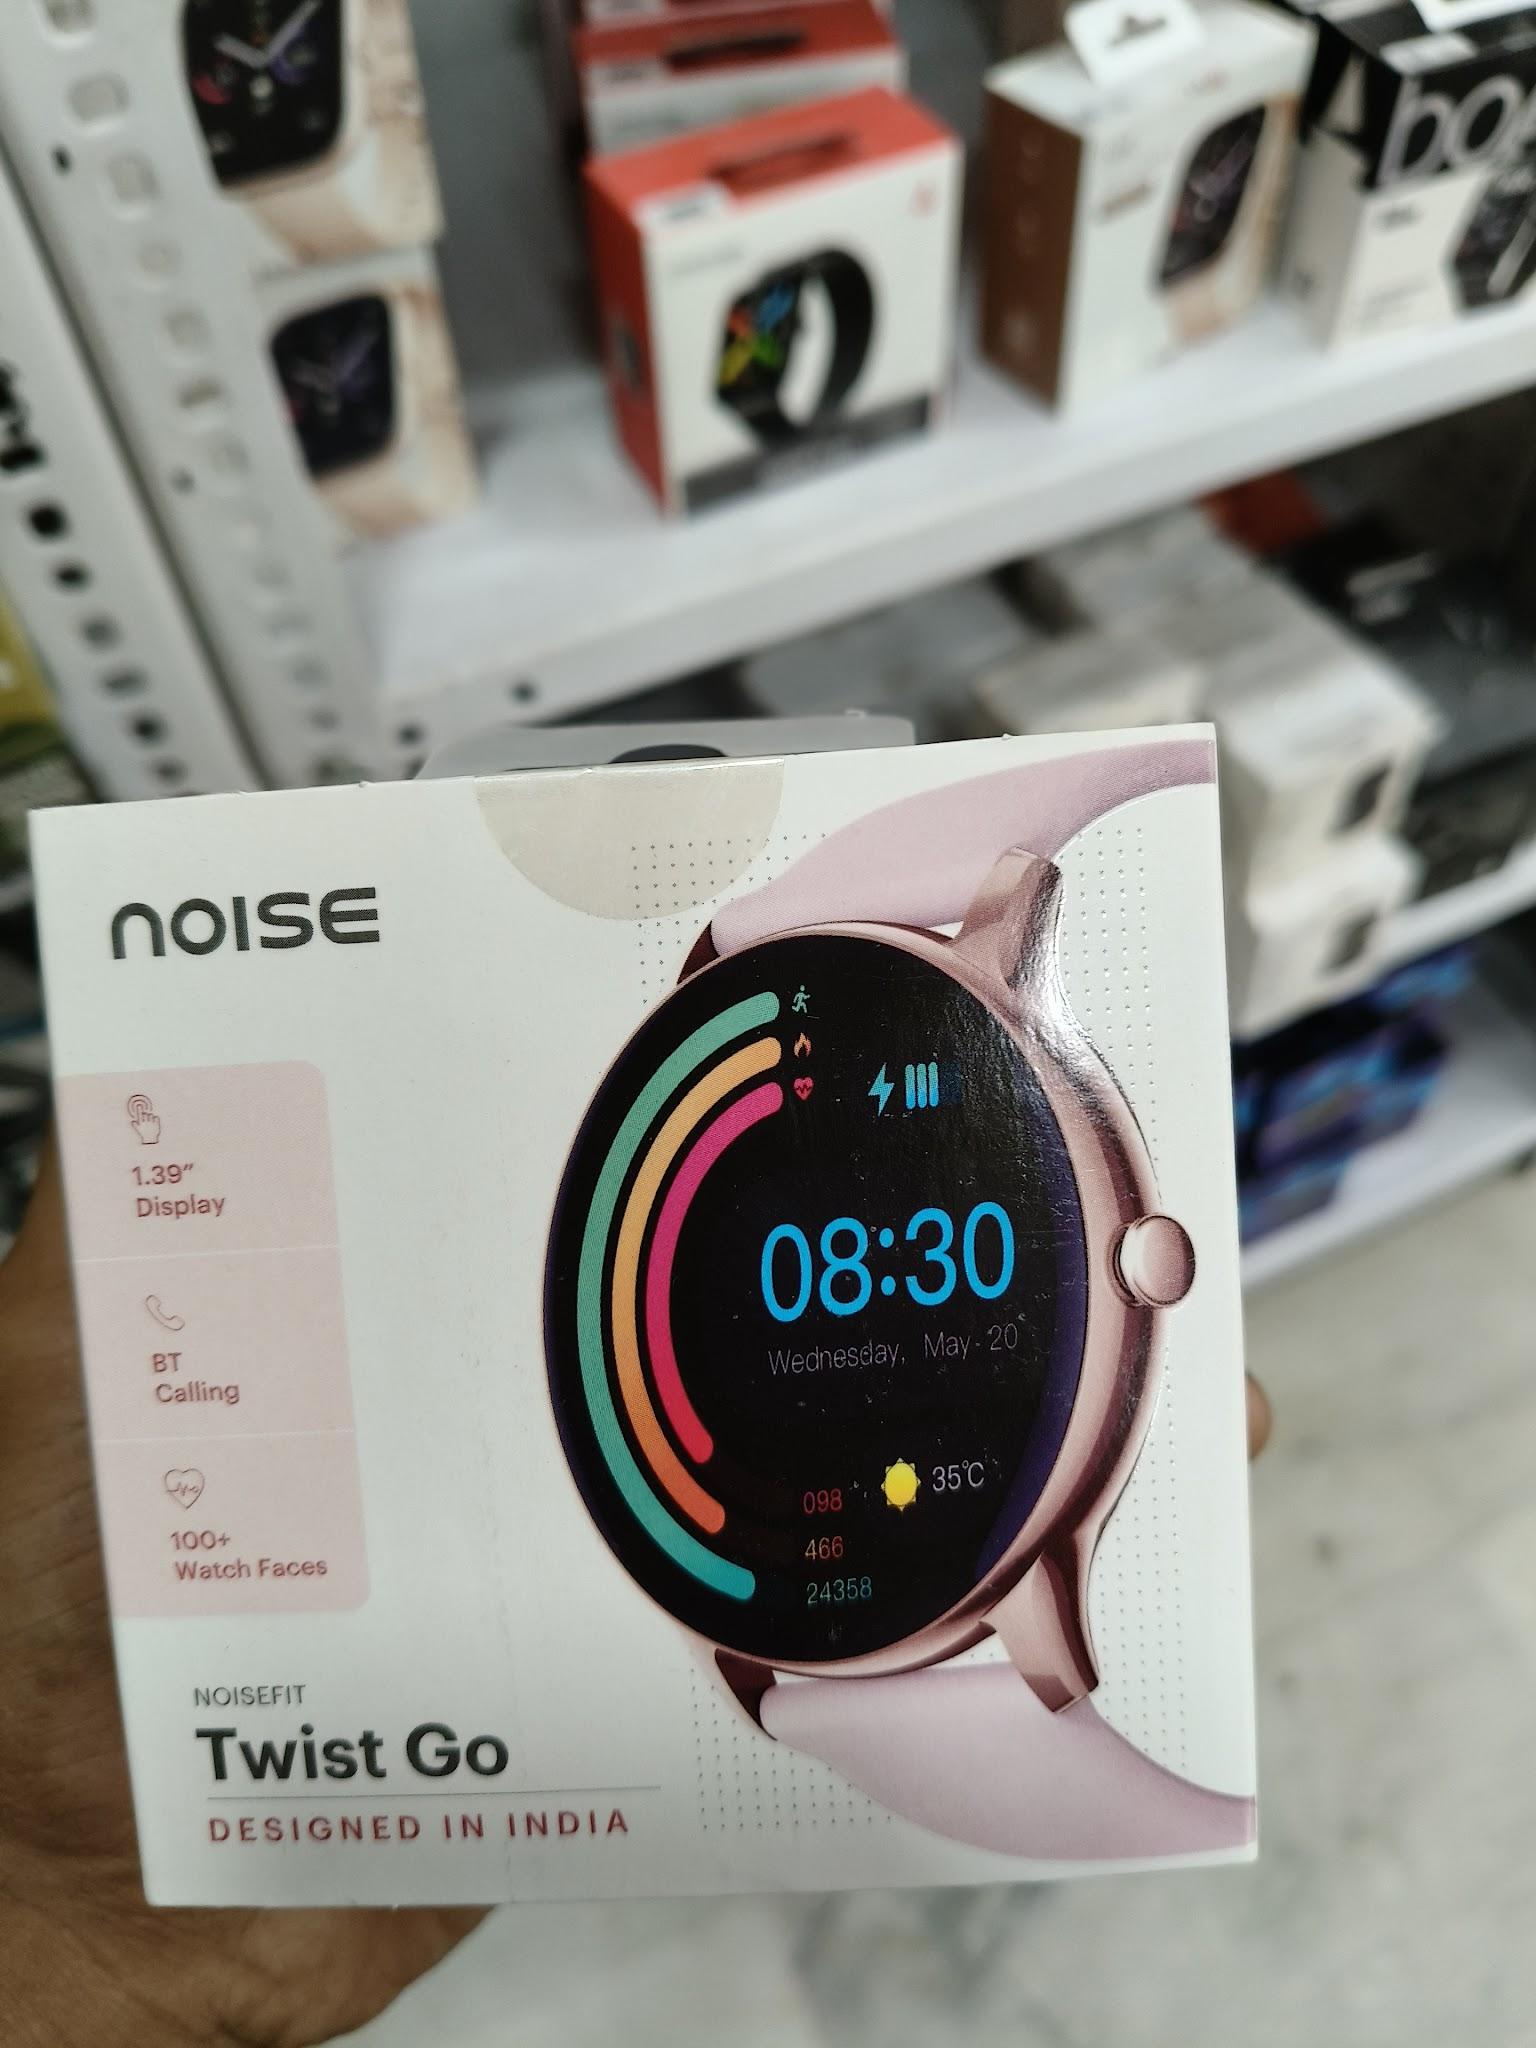 noise
1.39"
Display
BT
Calling
100+
Watch Faces
08:30
Wednesday, May 20
35°C
098
466
24358
NOISEFIT
Twist Go
DESIGNED IN INDIA